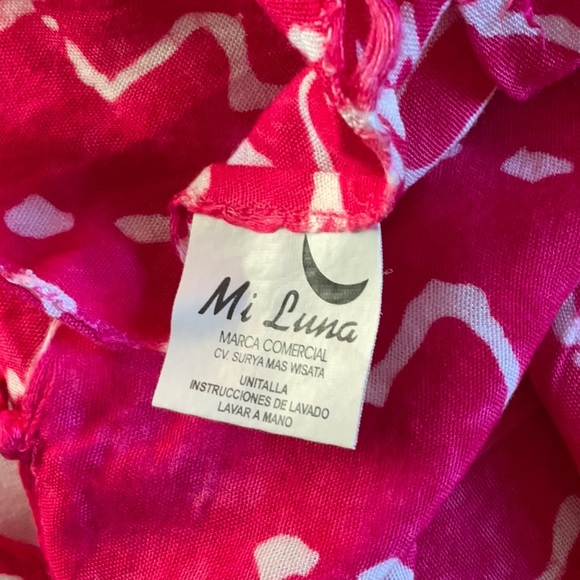 Mi Luna
MARCA COMERCIAL
CV. SURYA MAS WISATA
UNITALLA
INSTRUCCIONES DE LAVADO
LAVAR A MANO